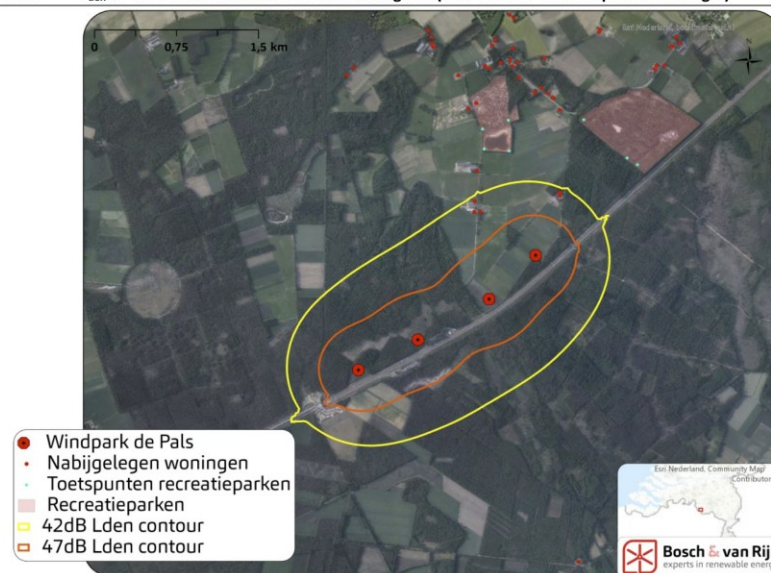 0 0,75 1,5 km
N
Windpark de Pals
Nabijgelegen woningen
Toetspunten recreatieparken
Recreatieparken
42dB Lden contour
47dB Lden contour
Esri Nederland, Community Map
Contributor
Bosch & van Rij
experts in renewable energ